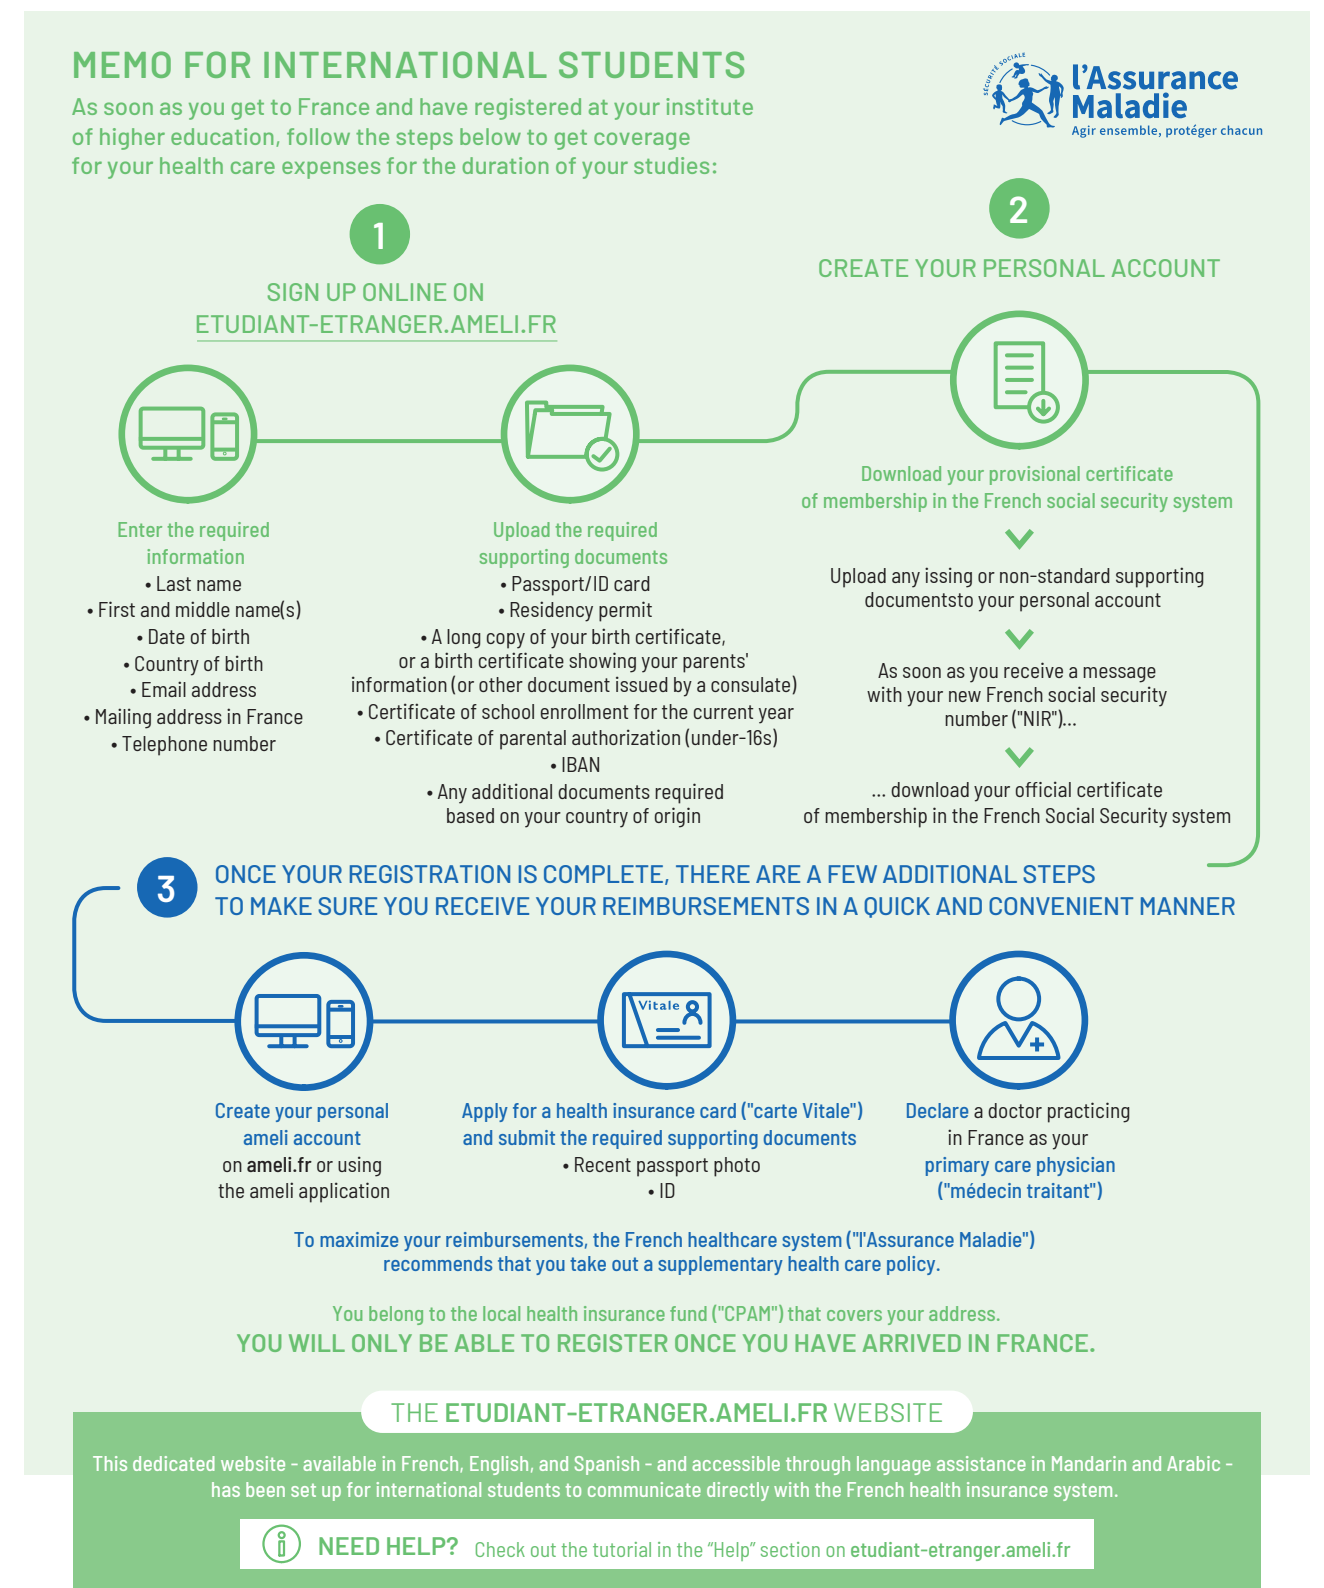 MEMO FOR INTERNATIONAL STUDENTS
As soon as you get to France and have registered at your institute
of higher education, follow the steps below to get coverage
for your health care expenses for the duration of your studies:
SÉCURITÉ SOCIALE
l'Assurance
Maladie
Agir ensemble, protéger chacun
1
SIGN UP ONLINE ON
ETUDIANT-ETRANGER.AMELI.FR
Enter the required
information
• Last name
• First and middle name(s)
• Date of birth
• Country of birth
• Email address
• Mailing address in France
• Telephone number
Upload the required
supporting documents
• Passport/ID card
• Residency permit
• A long copy of your birth certificate,
or a birth certificate showing your parents'
information (or other document issued by a consulate)
• Certificate of school enrollment for the current year
• Certificate of parental authorization (under-16s)
• IBAN
• Any additional documents required
based on your country of origin
2
CREATE YOUR PERSONAL ACCOUNT
Download your provisional certificate
of membership in the French social security system
Upload any issing or non-standard supporting
documentsto your personal account
As soon as you receive a message
with your new French social security
number ("NIR")...
... download your official certificate
of membership in the French Social Security system
3
ONCE YOUR REGISTRATION IS COMPLETE, THERE ARE A FEW ADDITIONAL STEPS
TO MAKE SURE YOU RECEIVE YOUR REIMBURSEMENTS IN A QUICK AND CONVENIENT MANNER
Create your personal
ameli account
on ameli.fr or using
the ameli application
Vitale
Apply for a health insurance card ("carte Vitale")
and submit the required supporting documents
• Recent passport photo
• ID
Declare a doctor practicing
in France as your
primary care physician
("médecin traitant")
To maximize your reimbursements, the French healthcare system ("l'Assurance Maladie")
recommends that you take out a supplementary health care policy.
You belong to the local health insurance fund ("CPAM") that covers your address.
YOU WILL ONLY BE ABLE TO REGISTER ONCE YOU HAVE ARRIVED IN FRANCE.
THE ETUDIANT-ETRANGER.AMELI.FR WEBSITE
This dedicated website - available in French, English, and Spanish - and accessible through language assistance in Mandarin and Arabic -
has been set up for international students to communicate directly with the French health insurance system.
NEED HELP? Check out the tutorial in the “Help” section on etudiant-etranger.ameli.fr